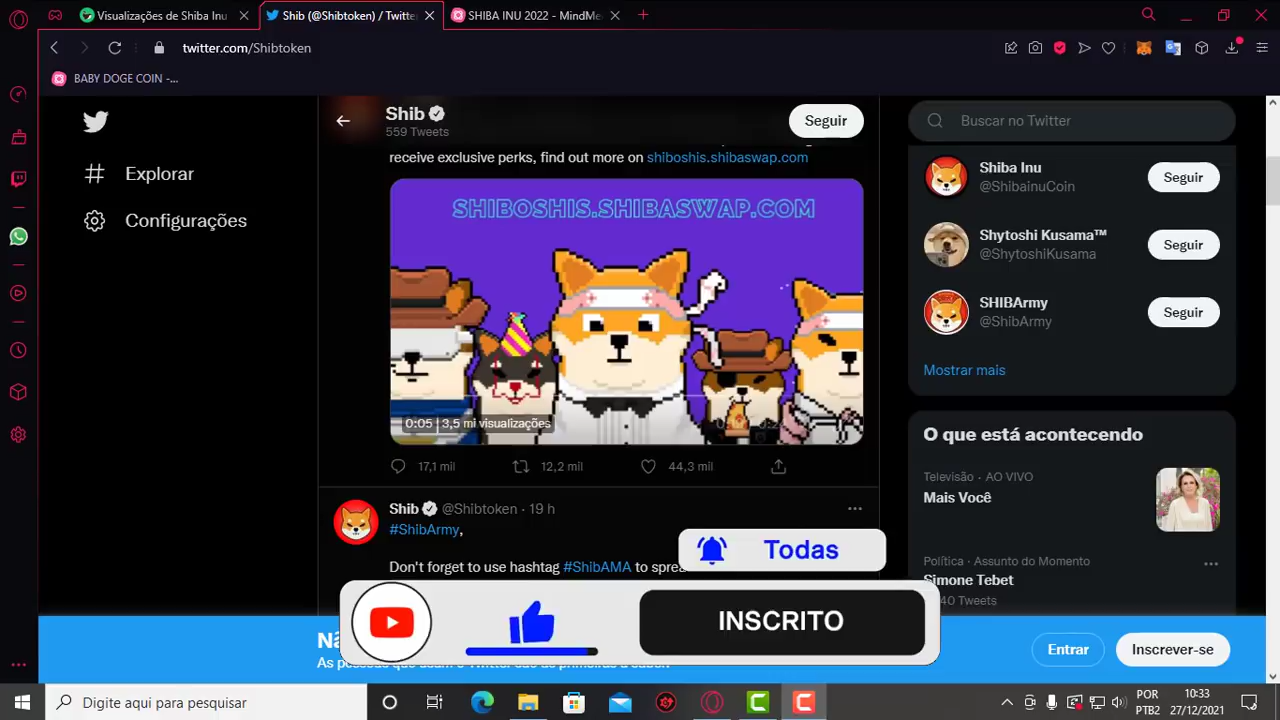 Visualizações de Shiba Inu
Shib (@Shibtoken) / Twitte
SHIBA INU 2022 - MindMe
twitter.com/Shibtoken
BABY DOGE COIN -...
Explorar
Configurações
Shib
559 Tweets
Seguir
receive exclusive perks, find out more on shiboshis.shibaswap.com
SHIBOSHIS.SHIBASWAP.COM
0:05 | 3,5 mi visualizações
17,1 mil
12,2 mil
44,3 mil
Shib @Shibtoken · 19 h
#ShibArmy,
Don't forget to use hashtag #ShibAMA to sprea
Todas
INSCRITO
Buscar no Twitter
Shiba Inu
@ShibainuCoin
Seguir
Shytoshi Kusama™
@ShytoshiKusama
Seguir
SHIBArmy
@ShibArmy
Seguir
Mostrar mais
O que está acontecendo
Televisão · AO VIVO
Mais Você
Política · Assunto do Momento
Simone Tebet
40 Tweets
Entrar
Inscrever-se
Digite aqui para pesquisar
POR
PTB2
10:33
27/12/2021